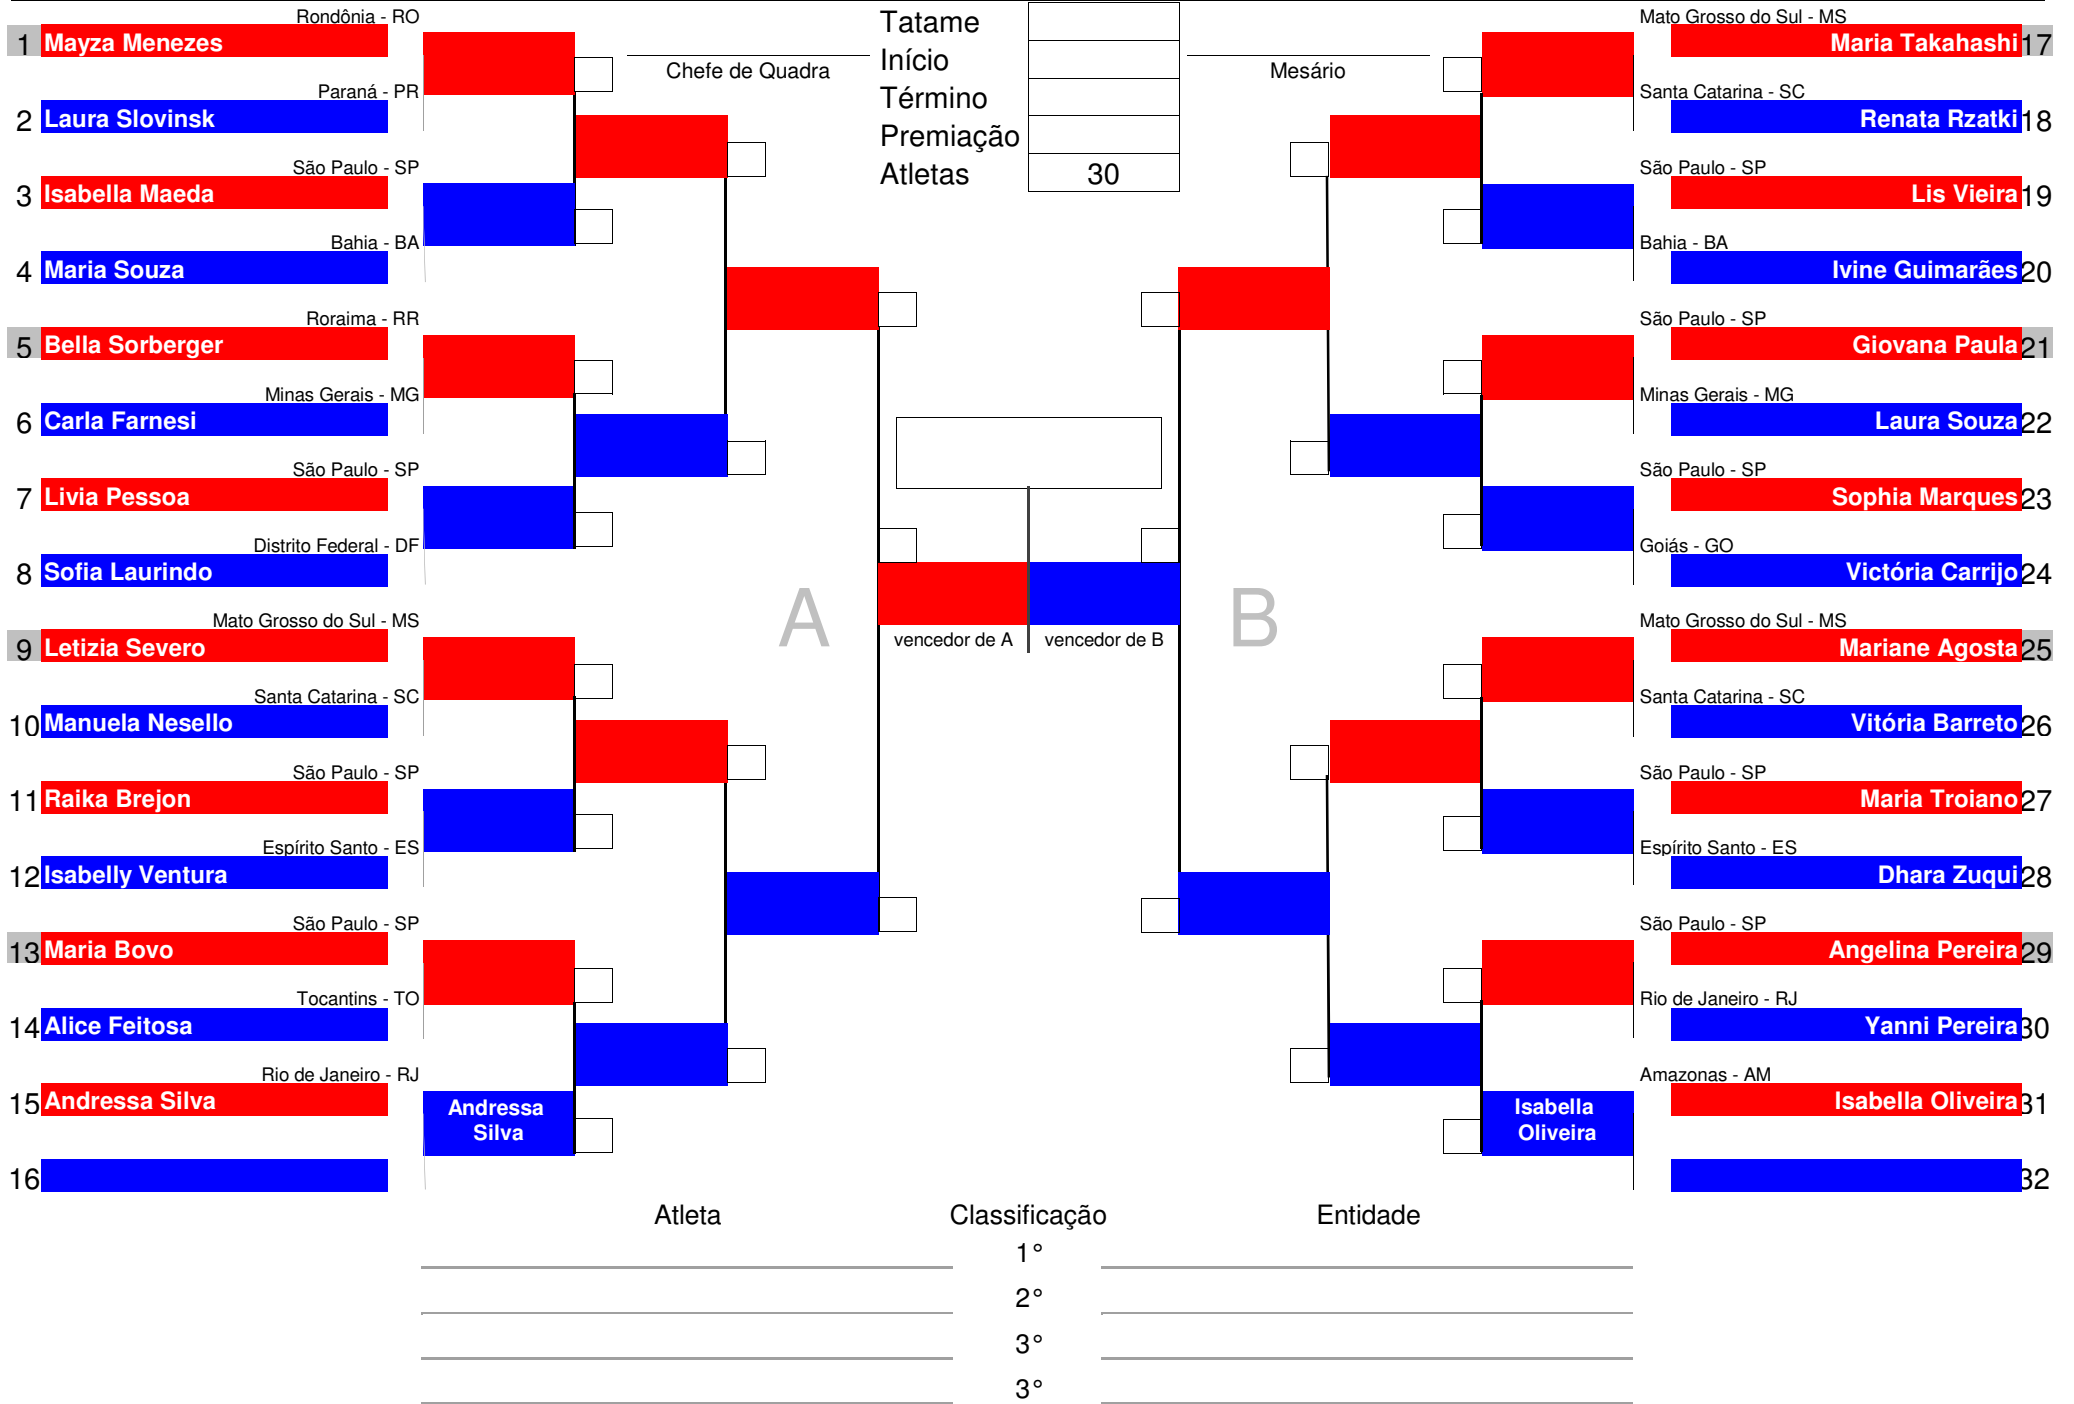 Tatame
Início
Término
Premiação
Atletas 30
Chefe de Quadra
Mesário
Rondônia - RO
1 Mayza Menezes
Paraná - PR
2 Laura Slovinsk
São Paulo - SP
3 Isabella Maeda
Bahia - BA
4 Maria Souza
Roraima - RR
5 Bella Sorberger
Minas Gerais - MG
6 Carla Farnesi
São Paulo - SP
7 Livia Pessoa
Distrito Federal - DF
8 Sofia Laurindo
Mato Grosso do Sul - MS
9 Letizia Severo
Santa Catarina - SC
10 Manuela Nesello
São Paulo - SP
11 Raika Brejon
Espírito Santo - ES
12 Isabelly Ventura
São Paulo - SP
13 Maria Bovo
Tocantins - TO
14 Alice Feitosa
Rio de Janeiro - RJ
15 Andressa Silva
16
Andressa
Silva
A
vencedor de A
vencedor de B
B
Mato Grosso do Sul - MS
Maria Takahashi 17
Santa Catarina - SC
Renata Rzatki 18
São Paulo - SP
Lis Vieira 19
Bahia - BA
Ivine Guimarães 20
São Paulo - SP
Giovana Paula 21
Minas Gerais - MG
Laura Souza 22
São Paulo - SP
Sophia Marques 23
Goiás - GO
Victória Carrijo 24
Mato Grosso do Sul - MS
Mariane Agosta 25
Santa Catarina - SC
Vitória Barreto 26
São Paulo - SP
Maria Troiano 27
Espírito Santo - ES
Dhara Zuqui 28
São Paulo - SP
Angelina Pereira 29
Rio de Janeiro - RJ
Yanni Pereira 30
Amazonas - AM
Isabella Oliveira 31
32
Isabella
Oliveira
Atleta Classificação Entidade
1°
2°
3°
3°